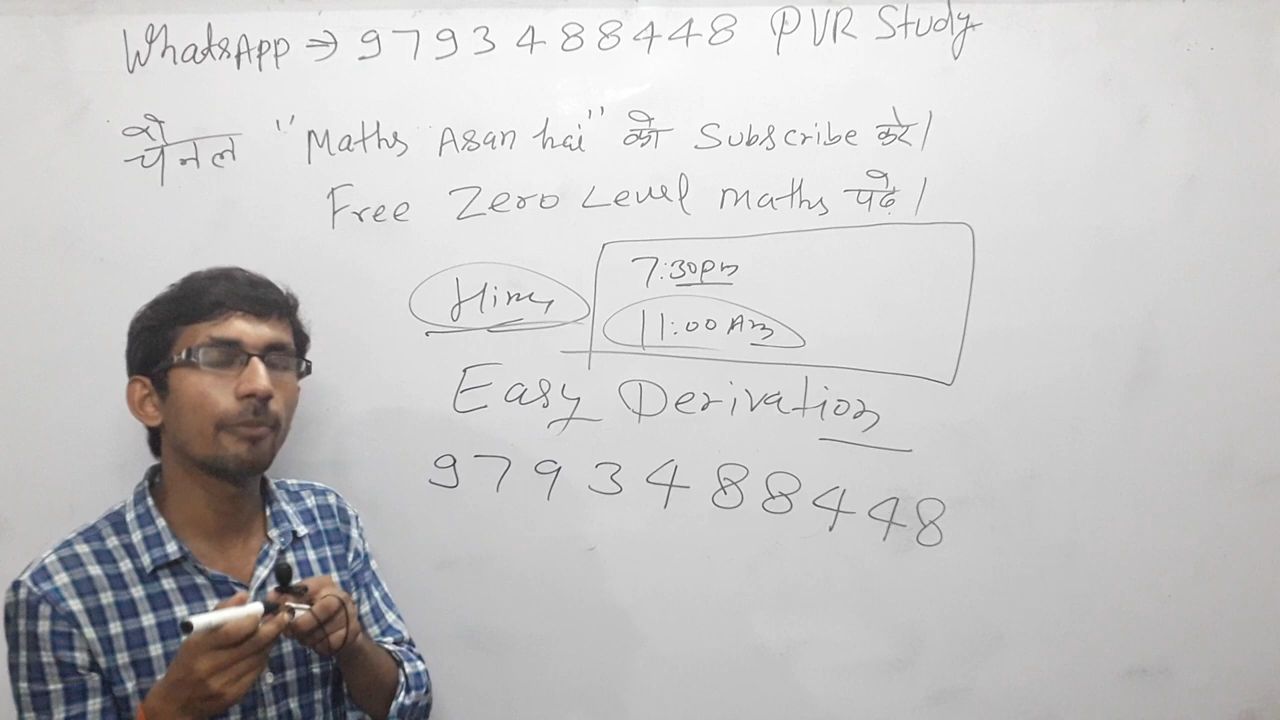 WhatsApp ⇒ 9793488448 PVR Study
यो
चैनल "Maths Asan hai" को Subscribe करे।
Free Zero Level maths पढे।
7:30pm
11:00 Am
Easy Derivation
9793488448